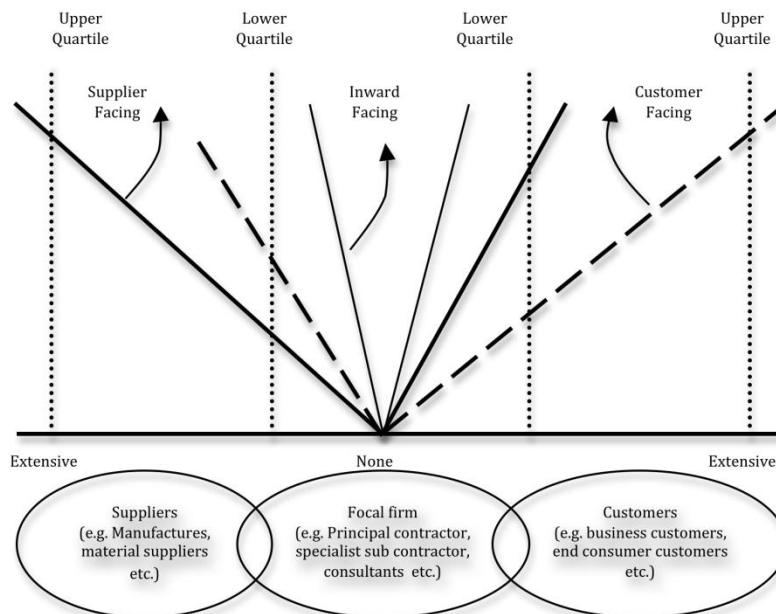 Upper
Quartile
Lower
Quartile
Lower
Quartile
Upper
Quartile
Supplier
Facing
Inward
Facing
Customer
Facing
Extensive
None
Extensive
Suppliers
(e.g. Manufactures,
material suppliers
etc.)
Focal firm
(e.g. Principal contractor,
specialist sub contractor,
consultants etc.)
Customers
(e.g. business customers,
end consumer customers
etc.)